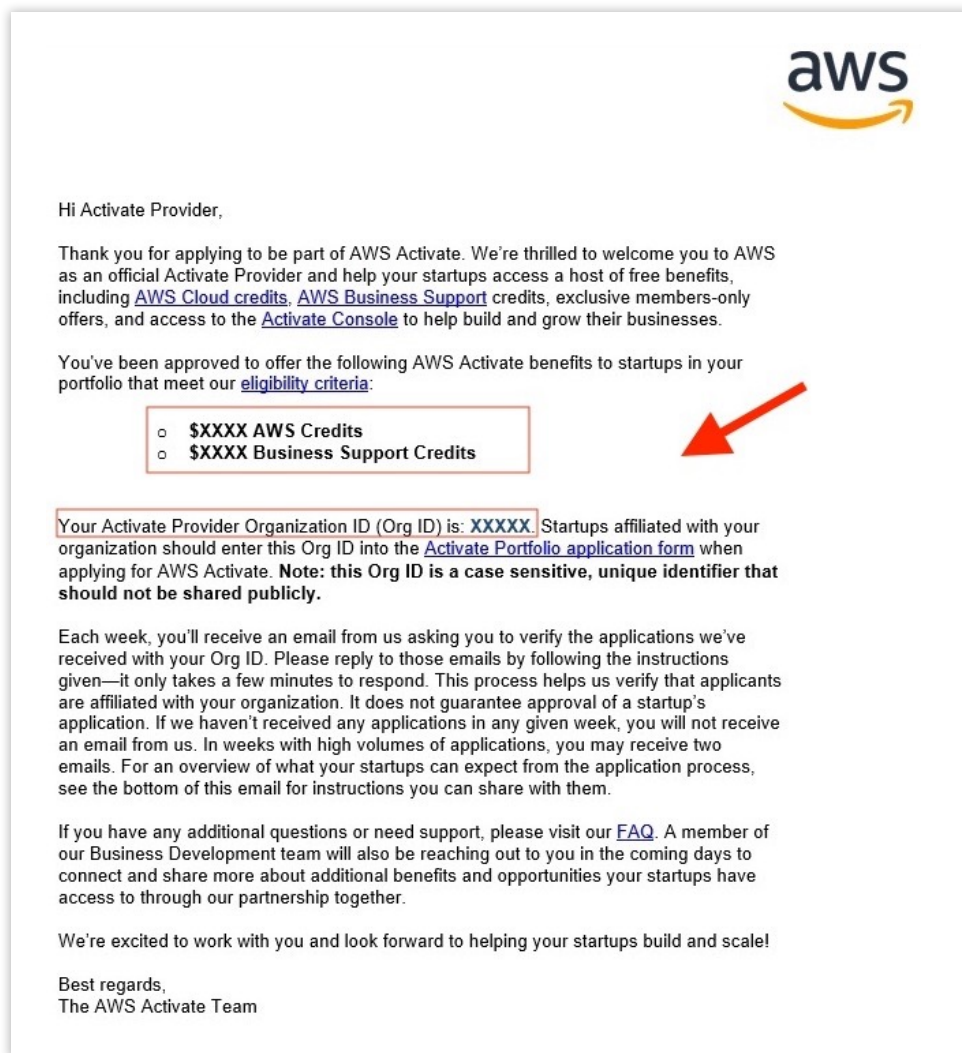 aws
Hi Activate Provider,
Thank you for applying to be part of AWS Activate. We're thrilled to welcome you to AWS
as an official Activate Provider and help your startups access a host of free benefits,
including AWS Cloud credits, AWS Business Support credits, exclusive members-only
offers, and access to the Activate Console to help build and grow their businesses.
You've been approved to offer the following AWS Activate benefits to startups in your
portfolio that meet our eligibility criteria:
o $XXXX AWS Credits
o $XXXX Business Support Credits
Your Activate Provider Organization ID (Org ID) is: XXXXX. Startups affiliated with your
organization should enter this Org ID into the Activate Portfolio application form when
applying for AWS Activate. Note: this Org ID is a case sensitive, unique identifier that
should not be shared publicly.
Each week, you'll receive an email from us asking you to verify the applications we've
received with your Org ID. Please reply to those emails by following the instructions
given—it only takes a few minutes to respond. This process helps us verify that applicants
are affiliated with your organization. It does not guarantee approval of a startup's
application. If we haven't received any applications in any given week, you will not receive
an email from us. In weeks with high volumes of applications, you may receive two
emails. For an overview of what your startups can expect from the application process,
see the bottom of this email for instructions you can share with them.
If you have any additional questions or need support, please visit our FAQ. A member of
our Business Development team will also be reaching out to you in the coming days to
connect and share more about additional benefits and opportunities your startups have
access to through our partnership together.
We're excited to work with you and look forward to helping your startups build and scale!
Best regards,
The AWS Activate Team